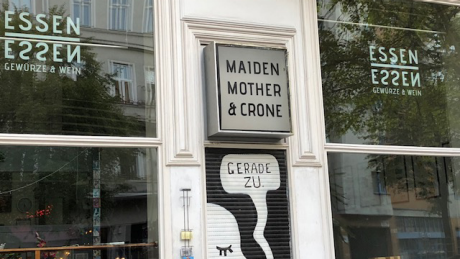 ESSEN
ESSEN
GEWÜRZE & WEIN
MAIDEN
MOTHER
& CRONE
GERADE
ZU
ESSEN
ESSEN
GEWÜRZE & WEIN